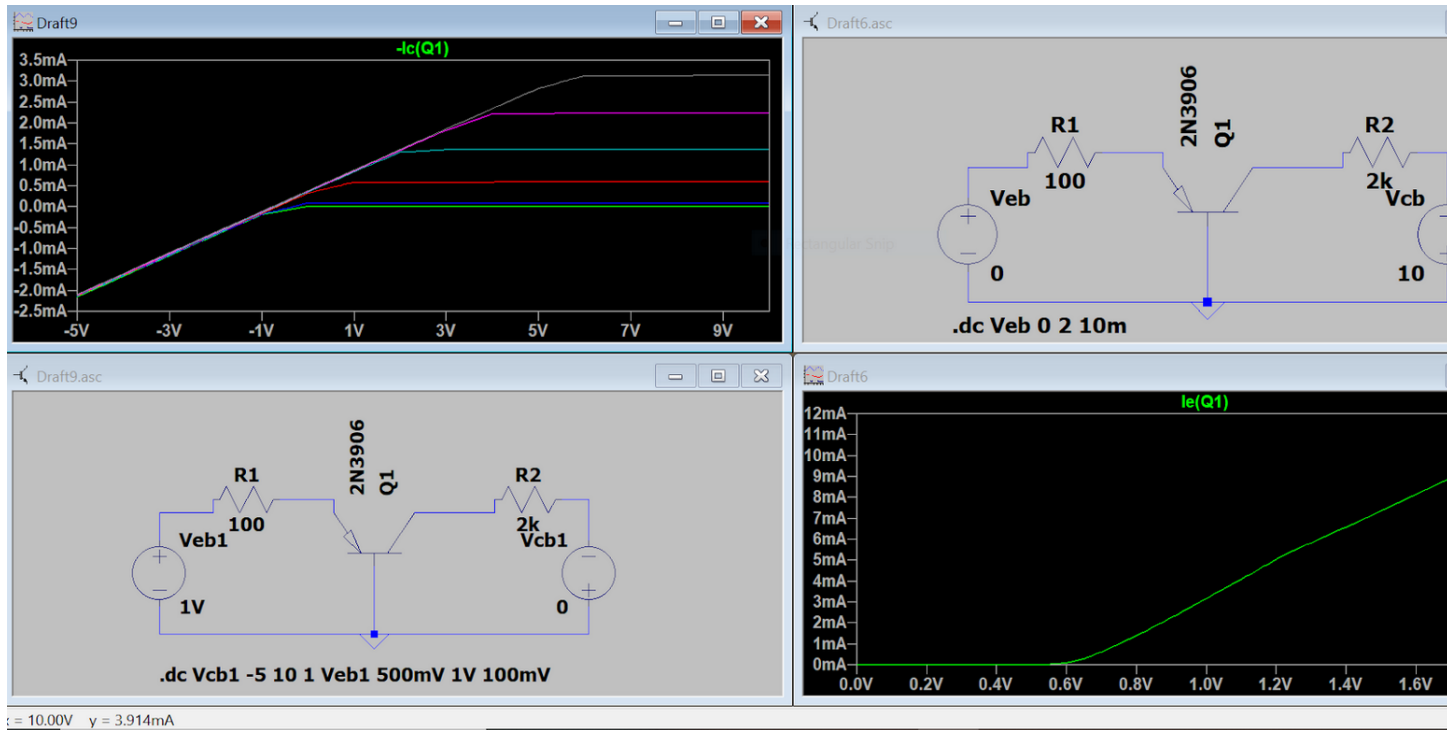 Draft9
-Ic(Q1)
3.5mA
3.0mA
2.5mA
2.0mA
1.5mA
1.0mA
0.5mA
0.0mA
-0.5mA
-1.0mA
-1.5mA
-2.0mA
-2.5mA
-5V -3V -1V 1V 3V 5V 7V 9V
Draft6.asc
2N3906
Q1
R1
100
R2
2k
Veb
0
Vcb
10
Rectangular Snip
.dc Veb 0 2 10m
Draft9.asc
2N3906
Q1
R1
100
R2
2k
Veb1
1V
Vcb1
0
.dc Vcb1 -5 10 1 Veb1 500mV 1V 100mV
Draft6
Ie(Q1)
12mA
11mA
10mA
9mA
8mA
7mA
6mA
5mA
4mA
3mA
2mA
1mA
0mA
0.0V 0.2V 0.4V 0.6V 0.8V 1.0V 1.2V 1.4V 1.6V
= 10.00V y = 3.914mA